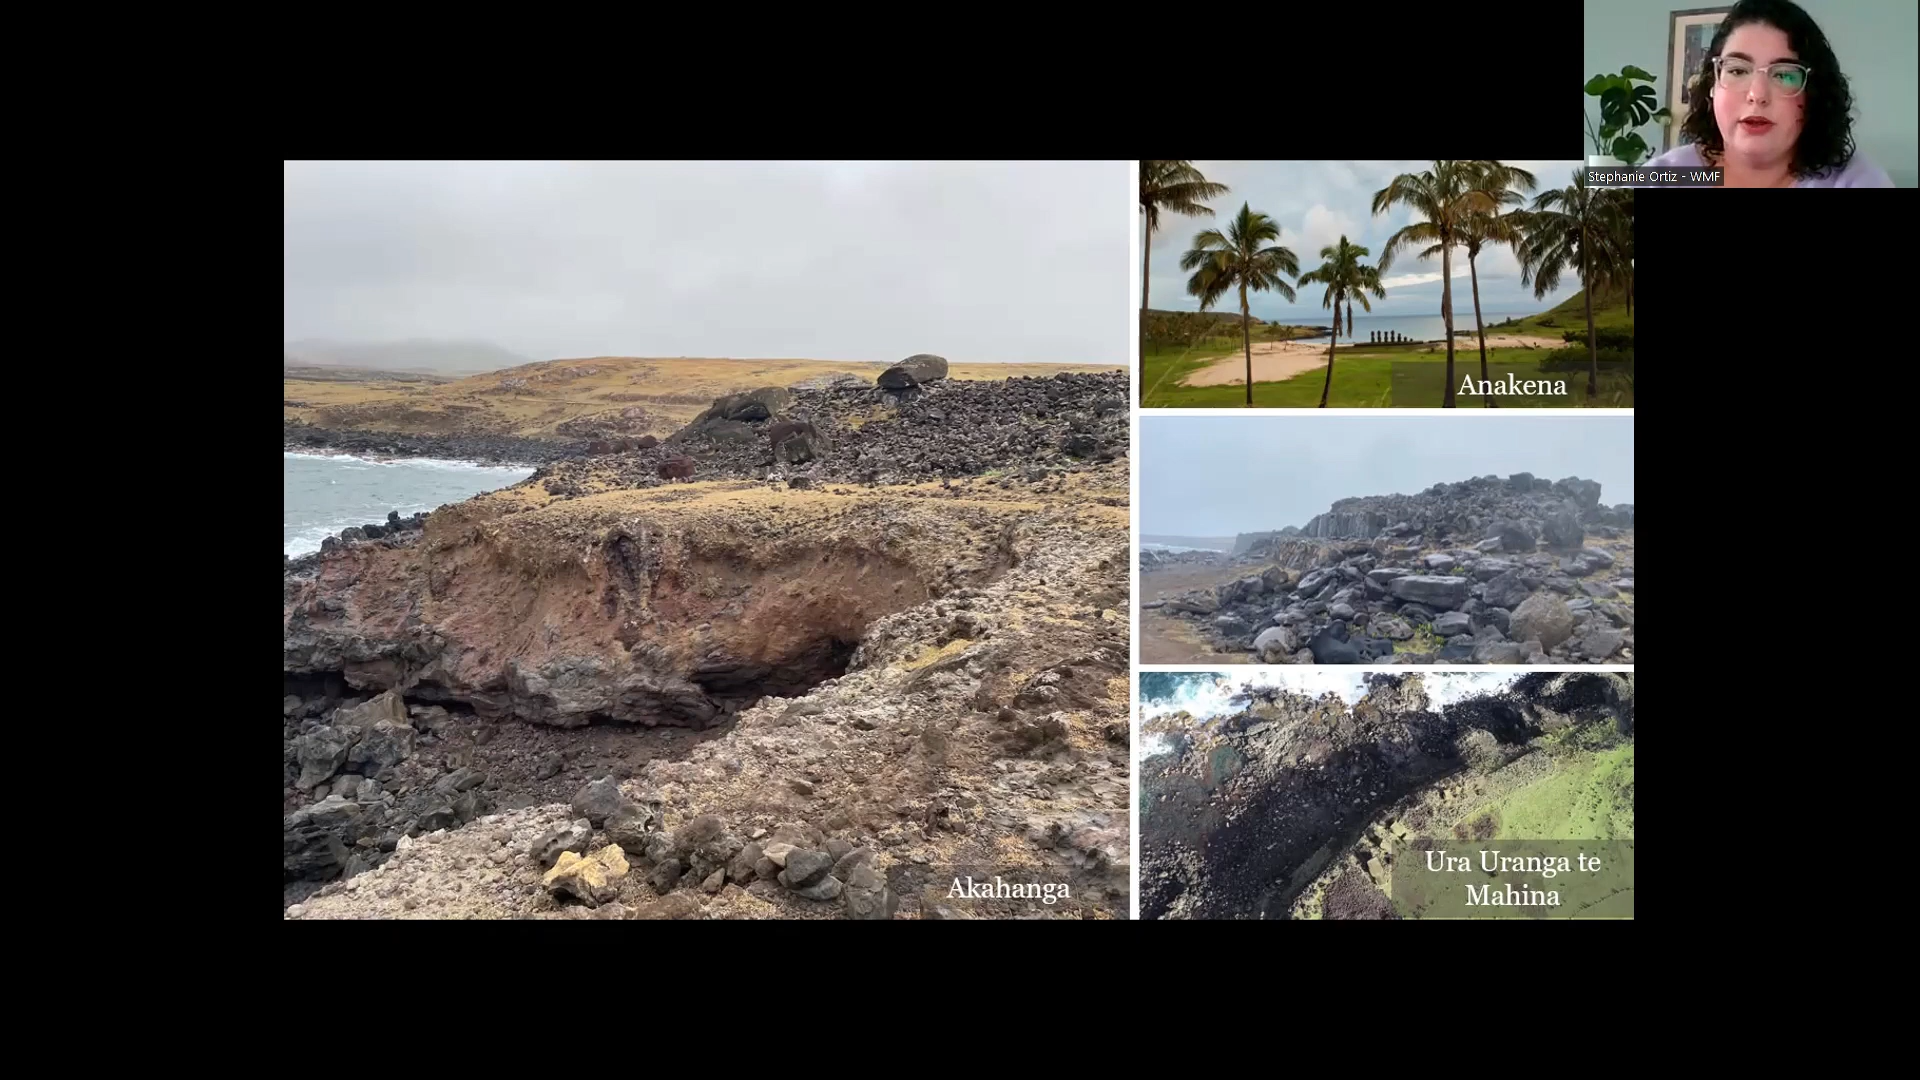 Stephanie Ortiz - WMF
Anakena
Akahanga
Ura Uranga te
Mahina